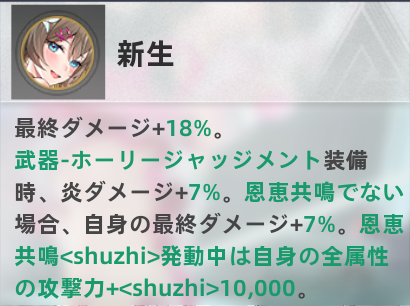 新生
最終ダメージ+18%。
武器-ホーリージャッジメント装備
時、炎ダメージ+7%。恩恵共鳴でない
場合、自身の最終ダメージ+7%。恩恵
共鳴<shuzhi>発動中は自身の全属性
の攻撃力+<shuzhi>10,000。